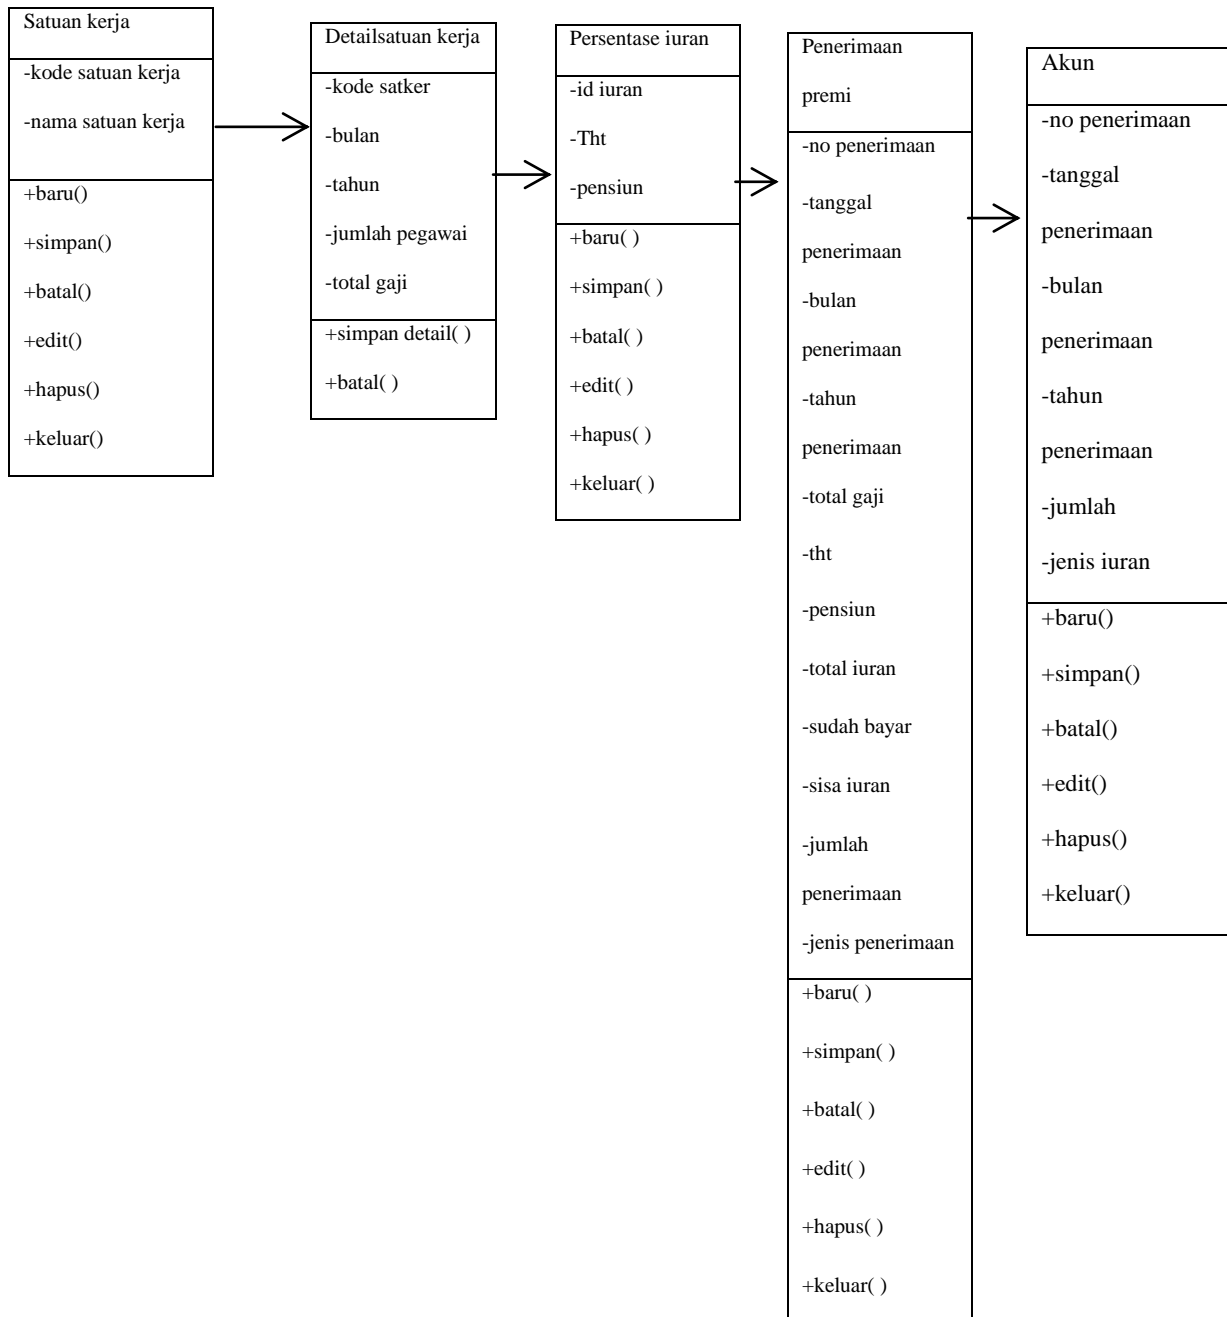 Satuan kerja
-kode satuan kerja
-nama satuan kerja
+baru()
+simpan()
+batal()
+edit()
+hapus()
+keluar()
Detailsatuan kerja
-kode satker
-bulan
-tahun
-jumlah pegawai
-total gaji
+simpan detail( )
+batal( )
Persentase iuran
-id iuran
-Tht
-pensiun
+baru( )
+simpan( )
+batal( )
+edit( )
+hapus( )
+keluar( )
Penerimaan
premi
-no penerimaan
-tanggal
penerimaan
-bulan
penerimaan
-tahun
penerimaan
-total gaji
-tht
-pensiun
-total iuran
-sudah bayar
-sisa iuran
-jumlah
penerimaan
-jenis penerimaan
+baru( )
+simpan( )
+batal( )
+edit( )
+hapus( )
+keluar( )
Akun
-no penerimaan
-tanggal
penerimaan
-bulan
penerimaan
-tahun
penerimaan
-jumlah
-jenis iuran
+baru()
+simpan()
+batal()
+edit()
+hapus()
+keluar()